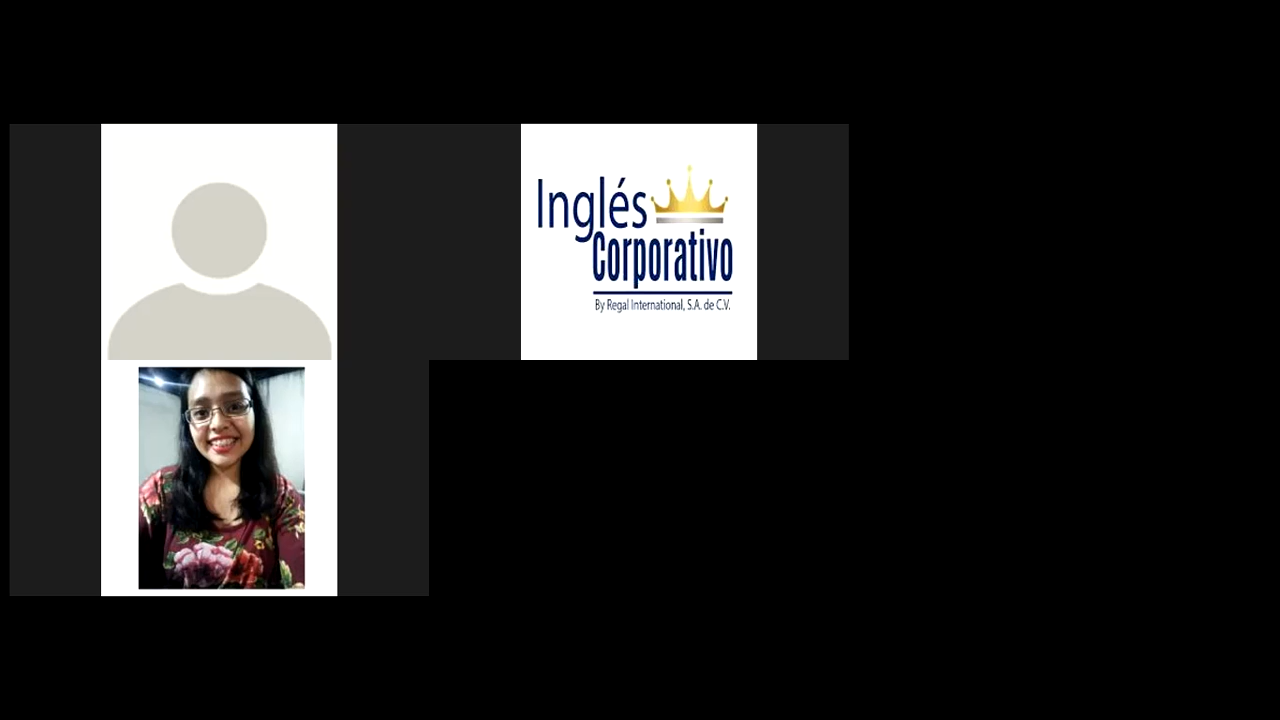 Inglés
Corporativo
By Regal International, S.A. de C.V.